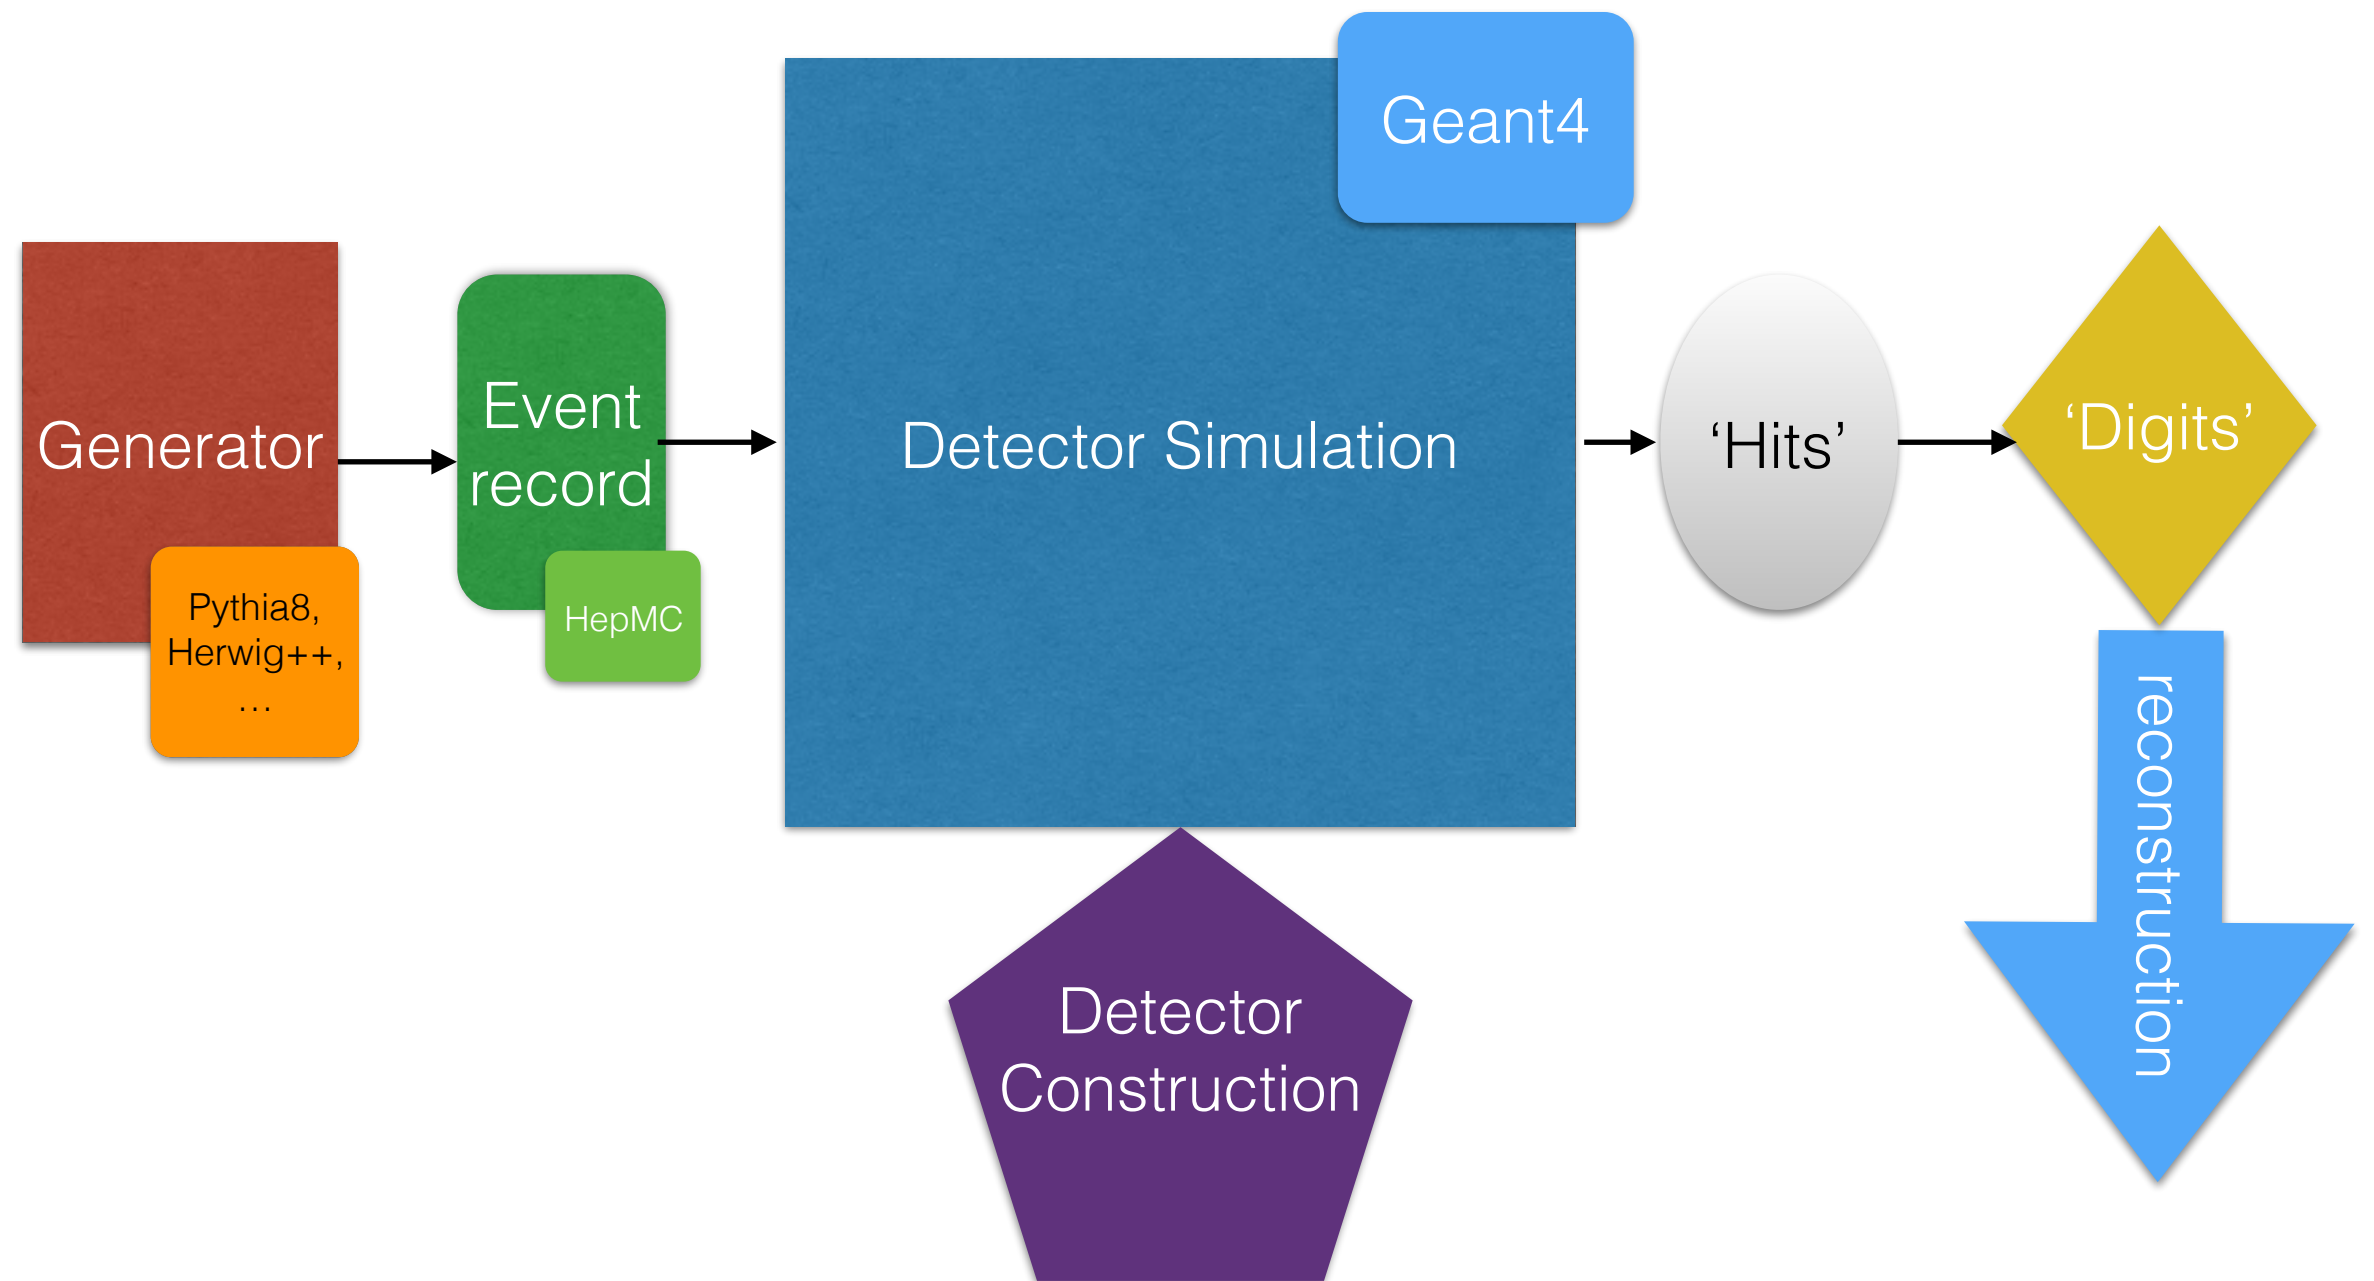 Generator
Pythia8,
Herwig++,
…
Event
record
HepMC
Detector Simulation
Geant4
Detector
Construction
‘Hits’
‘Digits’
reconstruction